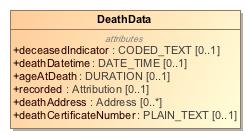 DeathData
attributes
+deceasedIndicator : CODED_TEXT [0..1]
+deathDatetime : DATE_TIME [0..1]
+ageAtDeath : DURATION [0..1]
+recorded : Attribution [0..1]
+deathAddress : Address [0..*]
+deathCertificateNumber : PLAIN_TEXT [0..1]